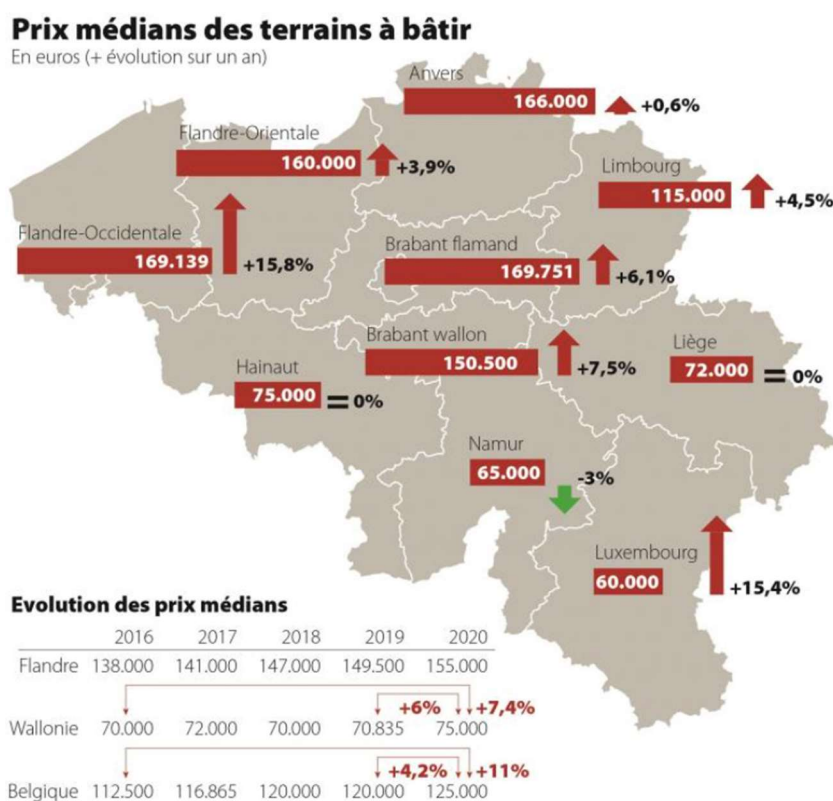 Prix médians des terrains à bâtir
En euros (+ évolution sur un an)
Anvers
166.000 +0,6%
Flandre-Orientale
160.000 +3,9%
Limbourg
115.000 +4,5%
Flandre-Occidentale
169.139 +15,8%
Brabant flamand
169.751 +6,1%
Brabant wallon
150.500 +7,5%
Liège
72.000 = 0%
Hainaut
75.000 = 0%
Namur
65.000 -3%
Luxembourg
60.000 +15,4%
Evolution des prix médians
2016 2017 2018 2019 2020
Flandre 138.000 141.000 147.000 149.500 155.000
+6% +7,4%
Wallonie 70.000 72.000 70.000 70.835 75.000
+4,2% +11%
Belgique 112.500 116.865 120.000 120.000 125.000